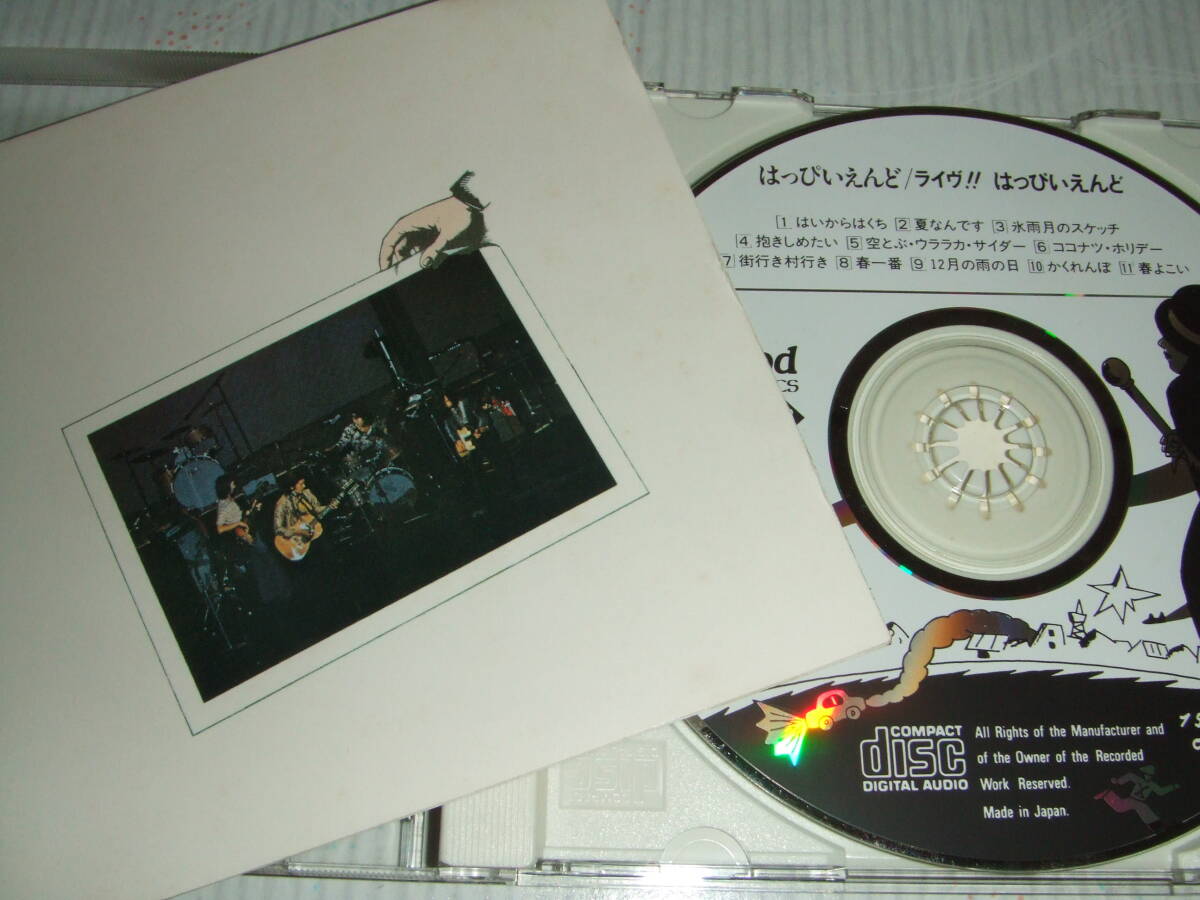 はっぴいえんど/ライヴ!! はっぴいえんど
1 はいからはくち 2 夏なんです 3 氷雨月のスケッチ
4 抱きしめたい 5 空とぶ・ウララカ・サイダー 6 ココナツ・ホリデー
7 街行き村行き 8 春一番 9 12月の雨の日 10 かくれんぼ 11 春よこい
COMPACT
disc
DIGITAL AUDIO
All Rights of the Manufacturer and
of the Owner of the Recorded
Work Reserved.
Made in Japan.